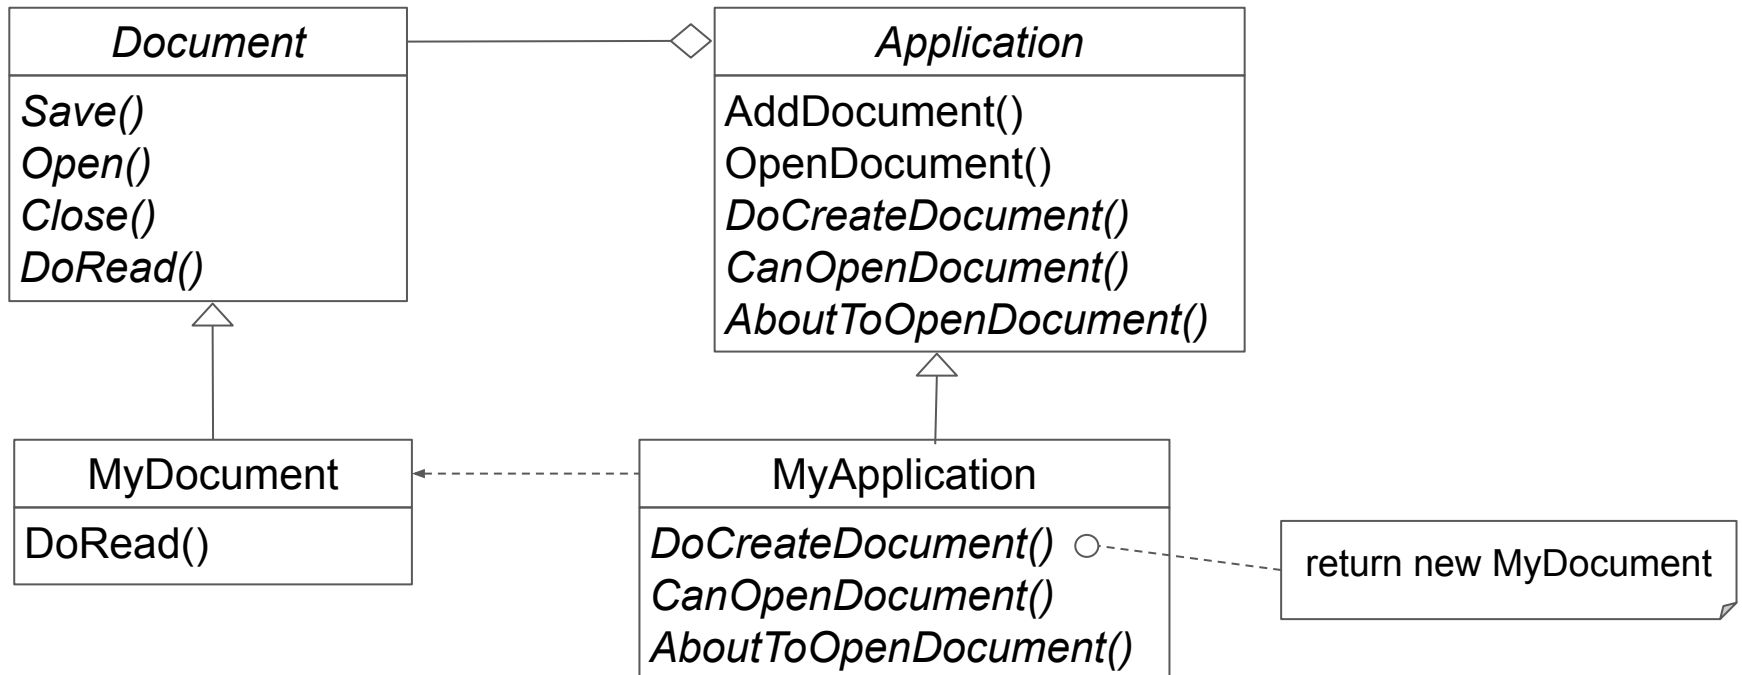 Document
Save()
Open()
Close()
DoRead()
Application
AddDocument()
OpenDocument()
DoCreateDocument()
CanOpenDocument()
AboutToOpenDocument()
MyDocument
DoRead()
MyApplication
DoCreateDocument()
CanOpenDocument()
AboutToOpenDocument()
return new MyDocument